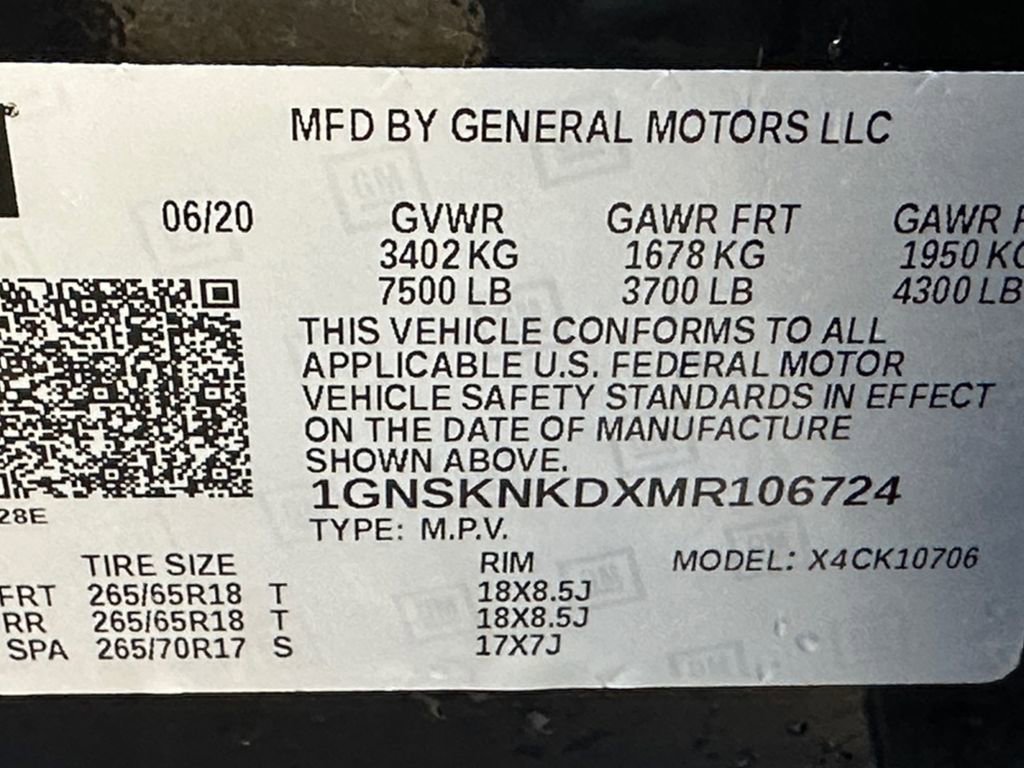 MFD BY GENERAL MOTORS LLC
06/20 GVWR GAWR FRT GAWR
3402 KG 1678 KG 1950 KG
7500 LB 3700 LB 4300 LB
THIS VEHICLE CONFORMS TO ALL
APPLICABLE U.S. FEDERAL MOTOR
VEHICLE SAFETY STANDARDS IN EFFECT
ON THE DATE OF MANUFACTURE
SHOWN ABOVE.
1GNSKNKDXMR106724
28E
TYPE: M.P.V.
TIRE SIZE RIM MODEL: X4CK10706
FRT 265/65R18 T 18X8.5J
RR 265/65R18 T 18X8.5J
SPA 265/70R17 S 17X7J